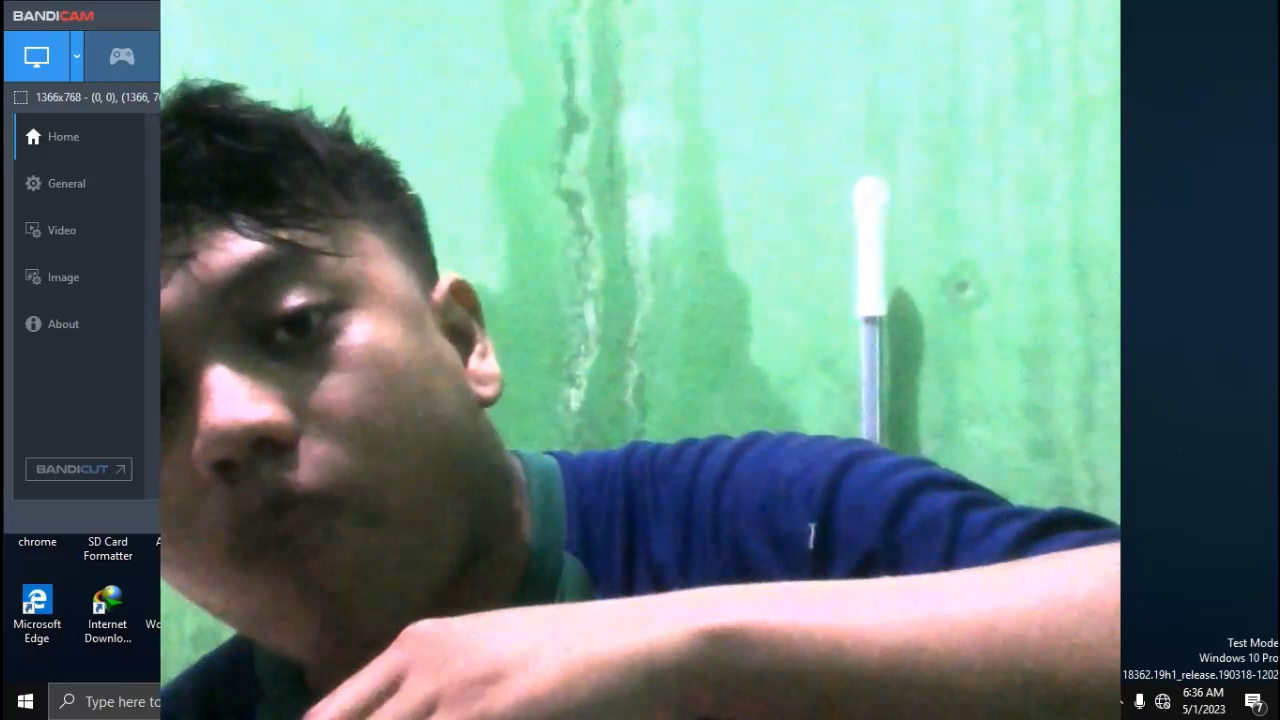 BANDICAM
1366x768 - (0, 0), (1366,
Home
General
Video
Image
About
BANDICUT
chrome
SD Card
Formatter
Microsoft
Edge
Internet
Downlo...
Type here to
Test Mode
Windows 10 Pro
18362.19h1_release.190318-1202
6:36 AM
5/1/2023
7